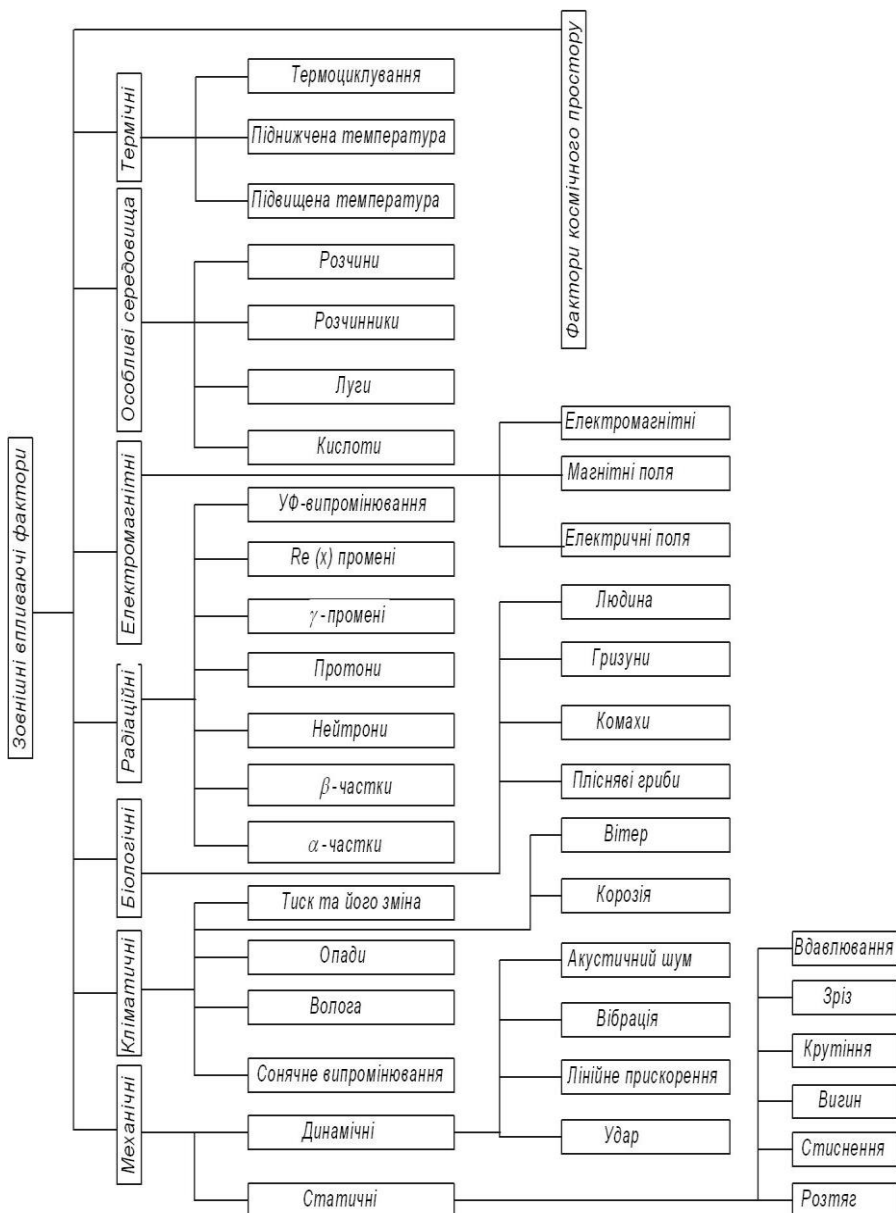 Зовнішні впливаючі фактори
Термічні
Термоциклування
Піднижчена температура
Підвищена температура
Фактори космічного простору
Особливі середовища
Розчини
Розчинники
Луги
Кислоти
Електромагнітні
Електромагнітні
Магнітні поля
Електричні поля
Радіаційні
УФ-випромінювання
Re (x) промені
γ-промені
Протони
Нейтрони
β-частки
α-частки
Біологічні
Людина
Гризуни
Комахи
Плісняві гриби
Кліматичні
Вітер
Корозія
Тиск та його зміна
Опади
Волога
Сонячне випромінювання
Механічні
Динамічні
Акустичний шум
Вібрація
Лінійне прискорення
Удар
Статичні
Вдавлювання
Зріз
Крутіння
Вигин
Стиснення
Розтяг